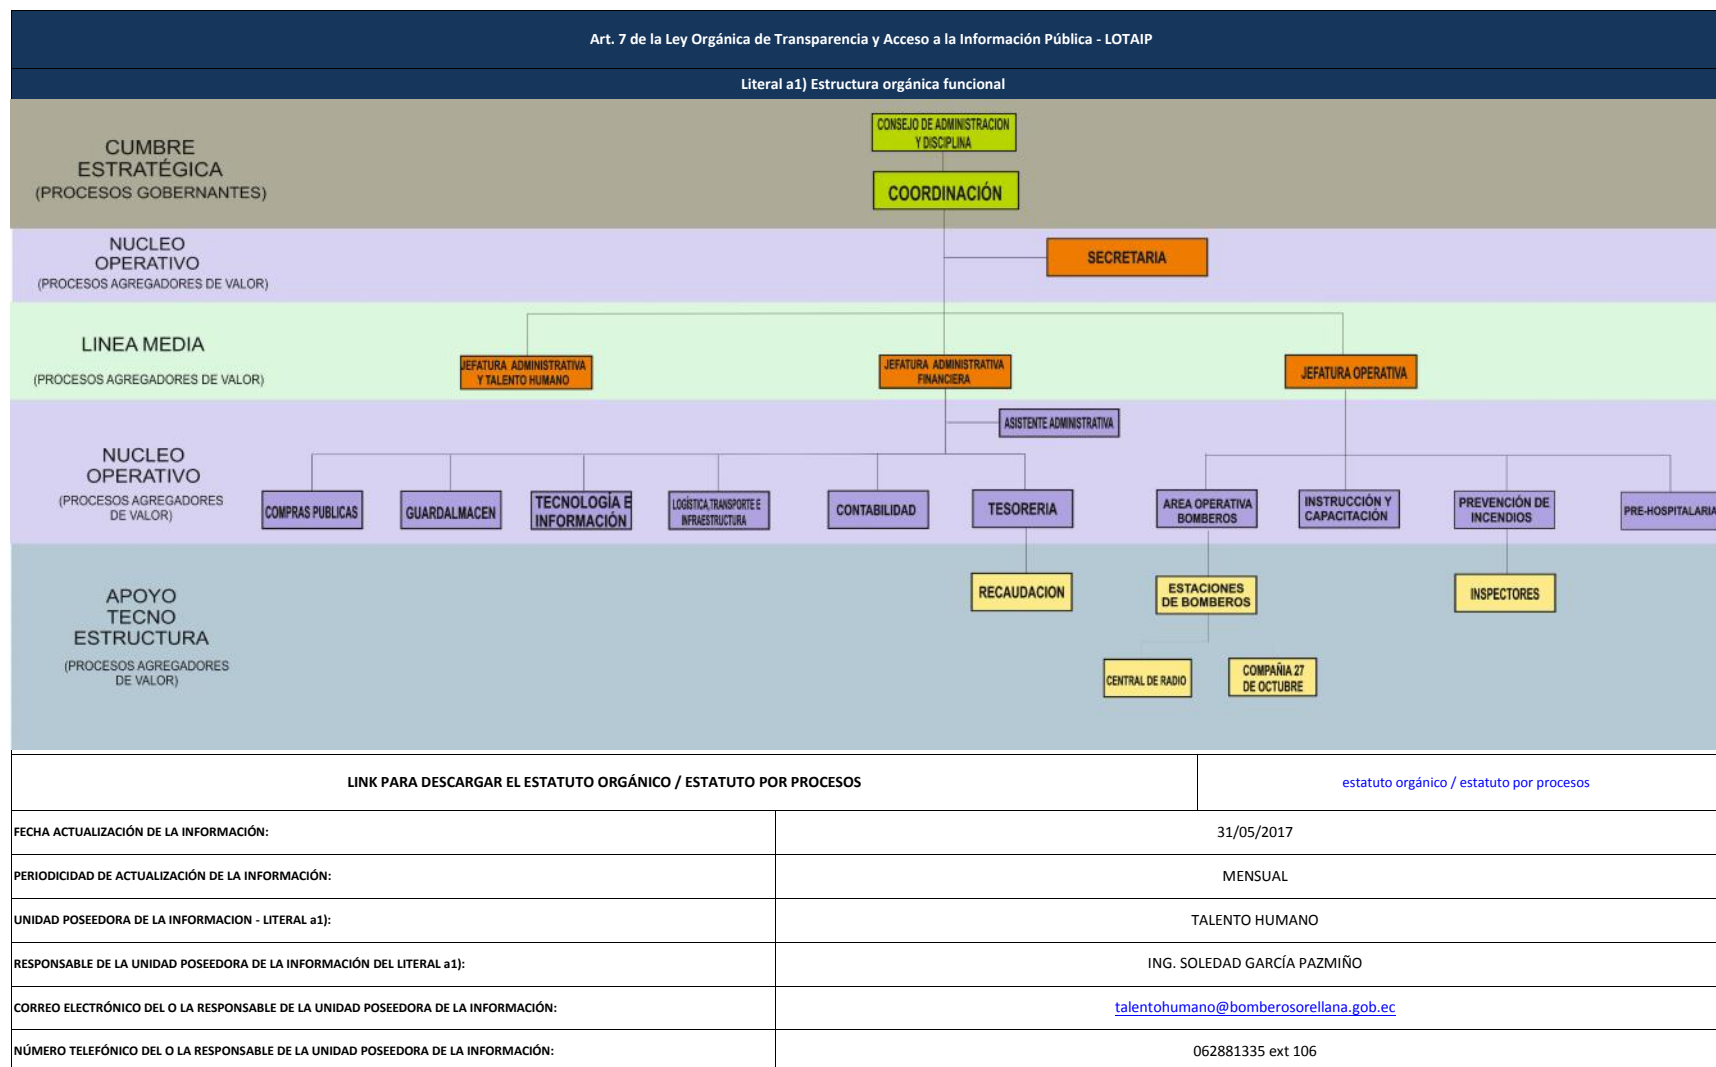 Art. 7 de la Ley Orgánica de Transparencia y Acceso a la Información Pública - LOTAIP
Literal a1) Estructura orgánica funcional
CUMBRE
ESTRATÉGICA
(PROCESOS GOBERNANTES)
CONSEJO DE ADMINISTRACION
Y DISCIPLINA
COORDINACIÓN
NUCLEO
OPERATIVO
(PROCESOS AGREGADORES DE VALOR)
SECRETARIA
LINEA MEDIA
(PROCESOS AGREGADORES DE VALOR)
JEFATURA ADMINISTRATIVA
Y TALENTO HUMANO
JEFATURA ADMINISTRATIVA
FINANCIERA
JEFATURA OPERATIVA
NUCLEO
OPERATIVO
(PROCESOS AGREGADORES
DE VALOR)
ASISTENTE ADMINISTRATIVA
COMPRAS PUBLICAS
GUARDALMACEN
TECNOLOGÍA E
INFORMACIÓN
LOGÍSTICA,TRANSPORTE E
INFRAESTRUCTURA
CONTABILIDAD
TESORERIA
AREA OPERATIVA
BOMBEROS
INSTRUCCIÓN Y
CAPACITACIÓN
PREVENCIÓN DE
INCENDIOS
PRE-HOSPITALARIA
APOYO
TECNO
ESTRUCTURA
(PROCESOS AGREGADORES
DE VALOR)
RECAUDACION
ESTACIONES
DE BOMBEROS
INSPECTORES
CENTRAL DE RADIO
COMPAÑIA 27
DE OCTUBRE
LINK PARA DESCARGAR EL ESTATUTO ORGÁNICO / ESTATUTO POR PROCESOS
estatuto orgánico / estatuto por procesos
FECHA ACTUALIZACIÓN DE LA INFORMACIÓN:
31/05/2017
PERIODICIDAD DE ACTUALIZACIÓN DE LA INFORMACIÓN:
MENSUAL
UNIDAD POSEEDORA DE LA INFORMACION - LITERAL a1):
TALENTO HUMANO
RESPONSABLE DE LA UNIDAD POSEEDORA DE LA INFORMACIÓN DEL LITERAL a1):
ING. SOLEDAD GARCÍA PAZMIÑO
CORREO ELECTRÓNICO DEL O LA RESPONSABLE DE LA UNIDAD POSEEDORA DE LA INFORMACIÓN:
talentohumano@bomberosorellana.gob.ec
NÚMERO TELEFÓNICO DEL O LA RESPONSABLE DE LA UNIDAD POSEEDORA DE LA INFORMACIÓN:
062881335 ext 106